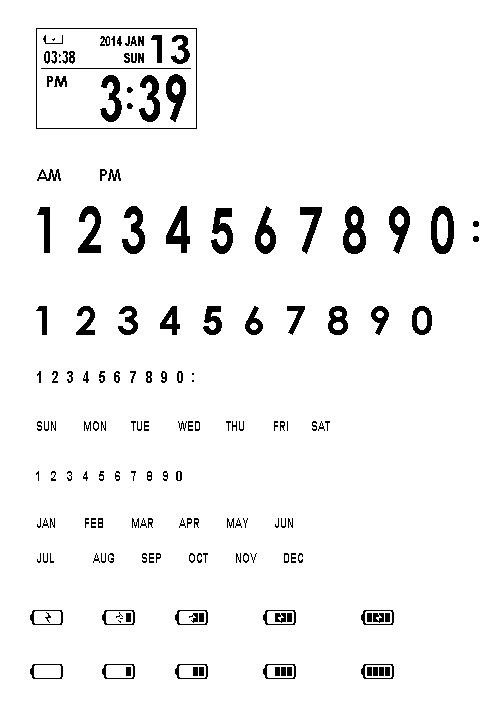 2014 JAN 13
03:38 SUN
PM 3:39
AM PM
1 2 3 4 5 6 7 8 9 0 :
1 2 3 4 5 6 7 8 9 0
1 2 3 4 5 6 7 8 9 0 :
SUN MON TUE WED THU FRI SAT
1 2 3 4 5 6 7 8 9 0
JAN FEB MAR APR MAY JUN
JUL AUG SEP OCT NOV DEC